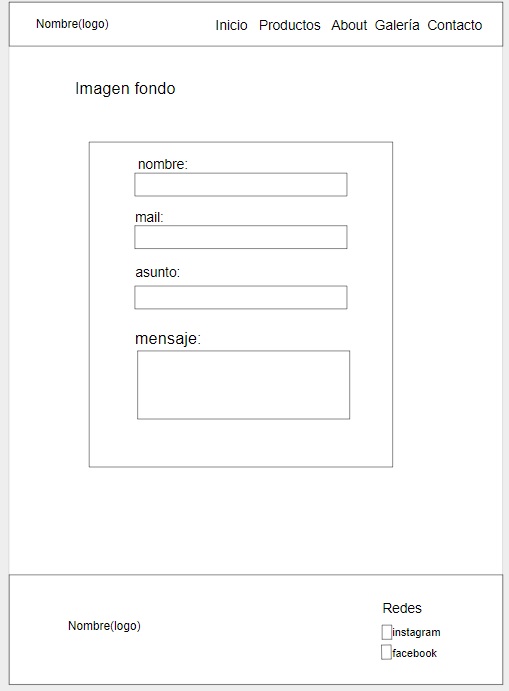 Nombre(logo) Inicio Productos About Galería Contacto
Imagen fondo
nombre:
mail:
asunto:
mensaje:
Nombre(logo)
Redes
instagram
facebook